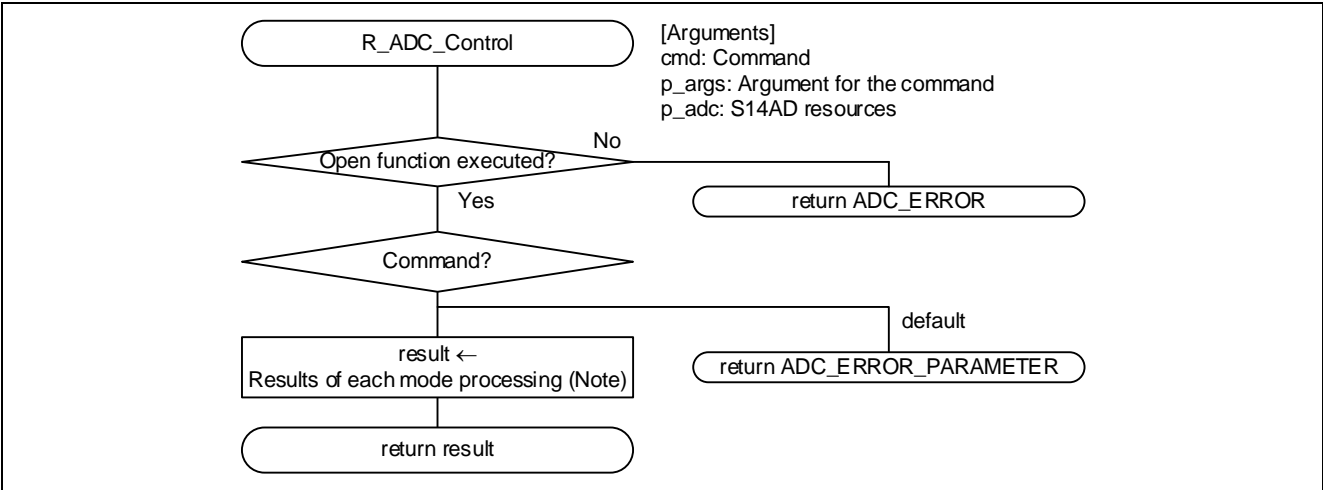 R_ADC_Control
[Arguments]
cmd: Command
p_args: Argument for the command
p_adc: S14AD resources
Open function executed?
No
return ADC_ERROR
Yes
Command?
default
result ←
Results of each mode processing (Note)
return ADC_ERROR_PARAMETER
return result